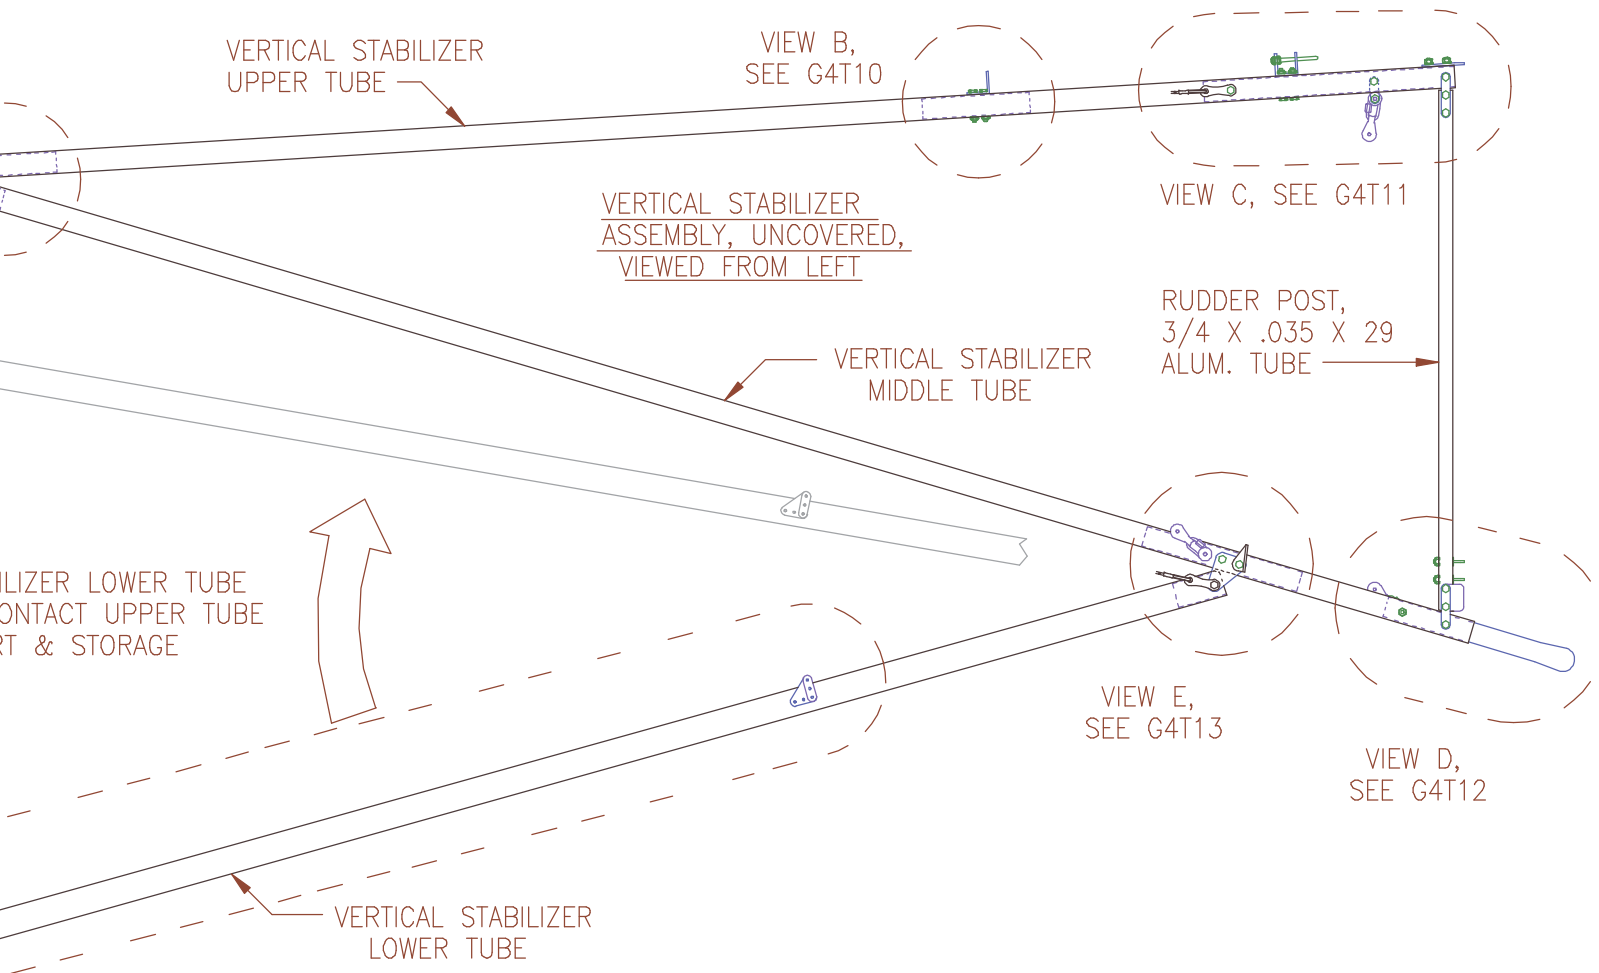 VERTICAL STABILIZER
UPPER TUBE
VIEW B,
SEE G4T10
VIEW C, SEE G4T11
VERTICAL STABILIZER
ASSEMBLY, UNCOVERED,
VIEWED FROM LEFT
RUDDER POST,
3/4 X .035 X 29
ALUM. TUBE
VERTICAL STABILIZER
MIDDLE TUBE
ILIZER LOWER TUBE
ONTACT UPPER TUBE
RT & STORAGE
VIEW E,
SEE G4T13
VIEW D,
SEE G4T12
VERTICAL STABILIZER
LOWER TUBE